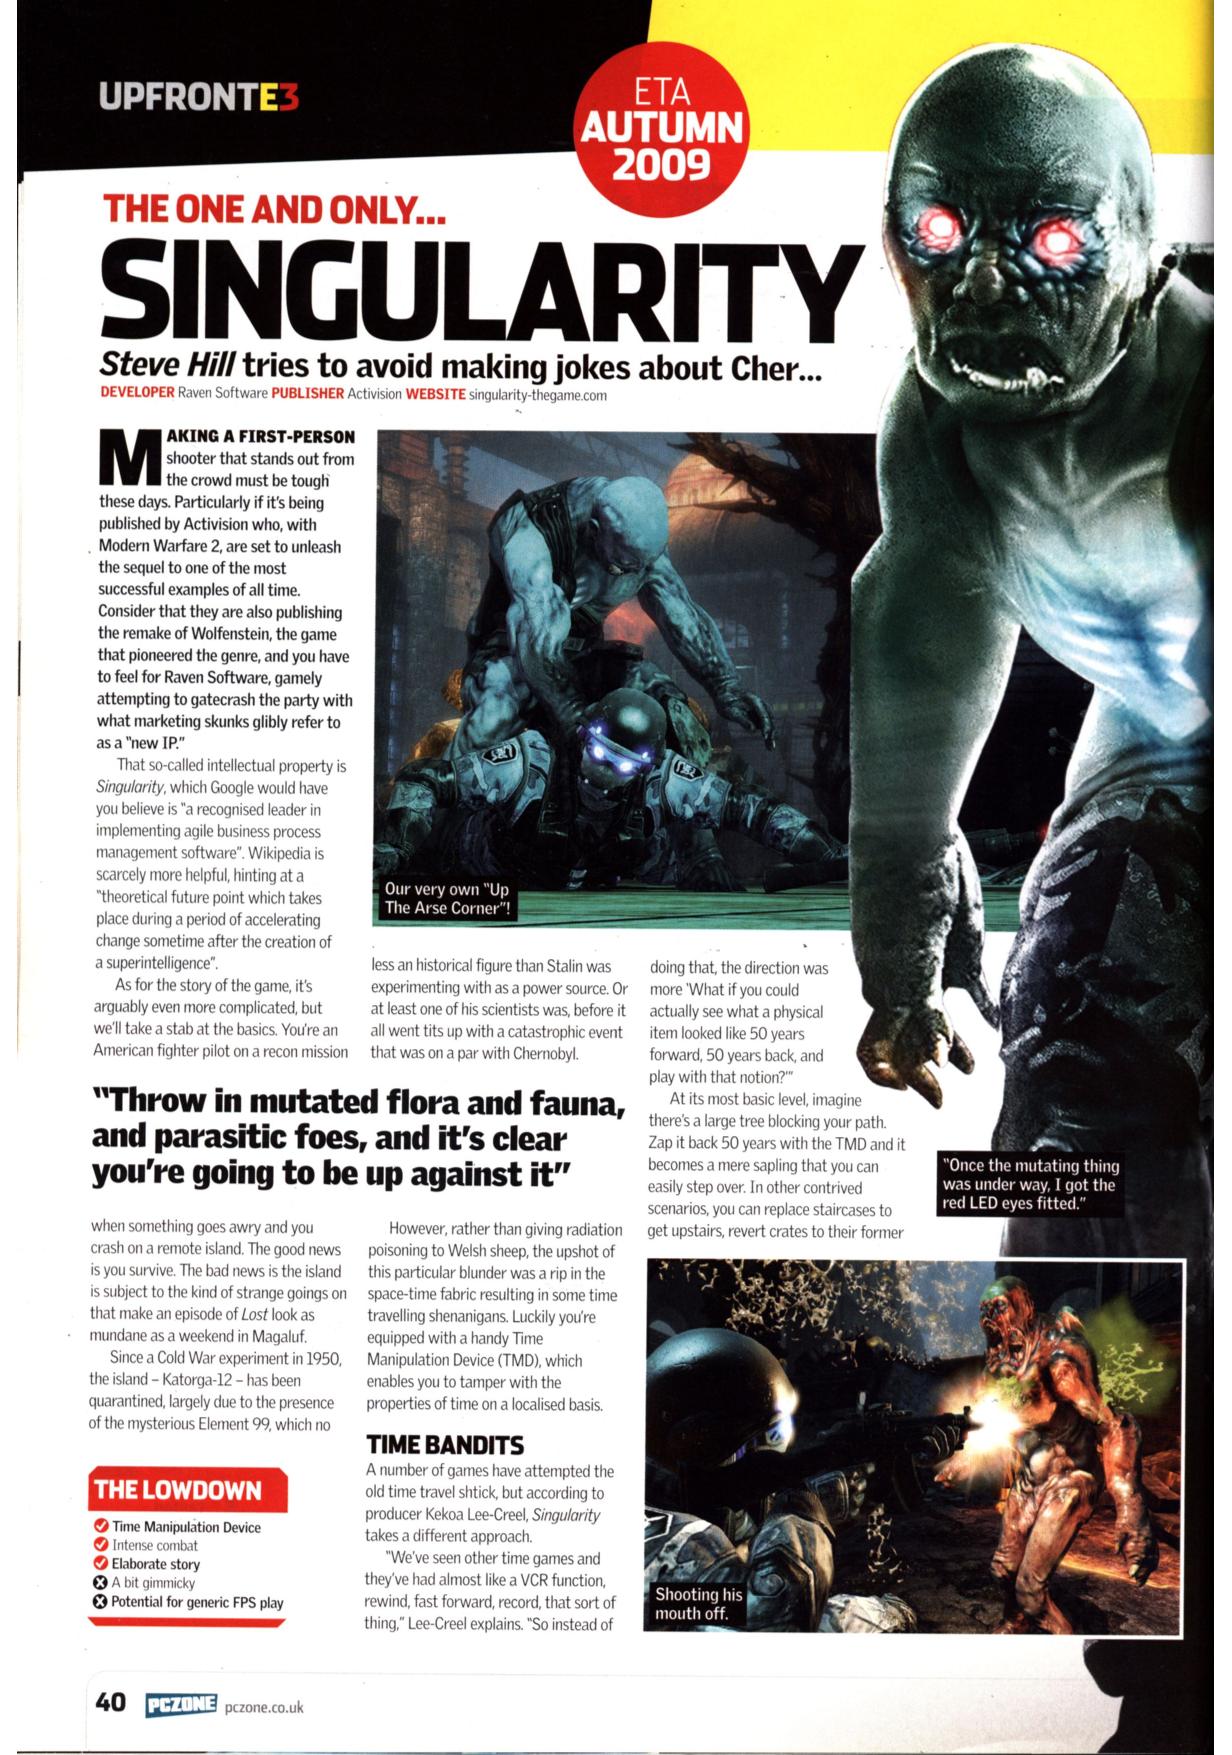 UPFRONTE3
ETA
AUTUMN
2009
THE ONE AND ONLY...
SINGULARITY
Steve Hill tries to avoid making jokes about Cher...
DEVELOPER Raven Software PUBLISHER Activision WEBSITE singularity-thegame.com
MAKING A FIRST-PERSON
shooter that stands out from
the crowd must be tough
these days. Particularly if it's being
published by Activision who, with
Modern Warfare 2, are set to unleash
the sequel to one of the most
successful examples of all time.
Consider that they are also publishing
the remake of Wolfenstein, the game
that pioneered the genre, and you have
to feel for Raven Software, gamely
attempting to gatecrash the party with
what marketing skunks glibly refer to
as a "new IP."
That so-called intellectual property is
Singularity, which Google would have
you believe is "a recognised leader in
implementing agile business process
management software". Wikipedia is
scarcely more helpful, hinting at a
"theoretical future point which takes
place during a period of accelerating
change sometime after the creation of
a superintelligence".
As for the story of the game, it's
arguably even more complicated, but
we'll take a stab at the basics. You're an
American fighter pilot on a recon mission
"Throw in mutated flora and fauna,
and parasitic foes, and it's clear
you're going to be up against it"
when something goes awry and you
crash on a remote island. The good news
is you survive. The bad news is the island
is subject to the kind of strange goings on
that make an episode of Lost look as
mundane as a weekend in Magaluf.
Since a Cold War experiment in 1950,
the island – Katorga-12 – has been
quarantined, largely due to the presence
of the mysterious Element 99, which no
THE LOWDOWN
Time Manipulation Device
Intense combat
Elaborate story
A bit gimmicky
Potential for generic FPS play
Our very own "Up
The Arse Corner"!
less an historical figure than Stalin was
experimenting with as a power source. Or
at least one of his scientists was, before it
all went tits up with a catastrophic event
that was on a par with Chernobyl.
However, rather than giving radiation
poisoning to Welsh sheep, the upshot of
this particular blunder was a rip in the
space-time fabric resulting in some time
travelling shenanigans. Luckily you're
equipped with a handy Time
Manipulation Device (TMD), which
enables you to tamper with the
properties of time on a localised basis.
TIME BANDITS
A number of games have attempted the
old time travel shtick, but according to
producer Kekoa Lee-Creel, Singularity
takes a different approach.
"We've seen other time games and
they've had almost like a VCR function,
rewind, fast forward, record, that sort of
thing," Lee-Creel explains. "So instead of
doing that, the direction was
more 'What if you could
actually see what a physical
item looked like 50 years
forward, 50 years back, and
play with that notion?'"
At its most basic level, imagine
there's a large tree blocking your path.
Zap it back 50 years with the TMD and it
becomes a mere sapling that you can
easily step over. In other contrived
scenarios, you can replace staircases to
get upstairs, revert crates to their former
"Once the mutating thing
was under way, I got the
red LED eyes fitted."
Shooting his
mouth off.
40 PCZONE pczone.co.uk